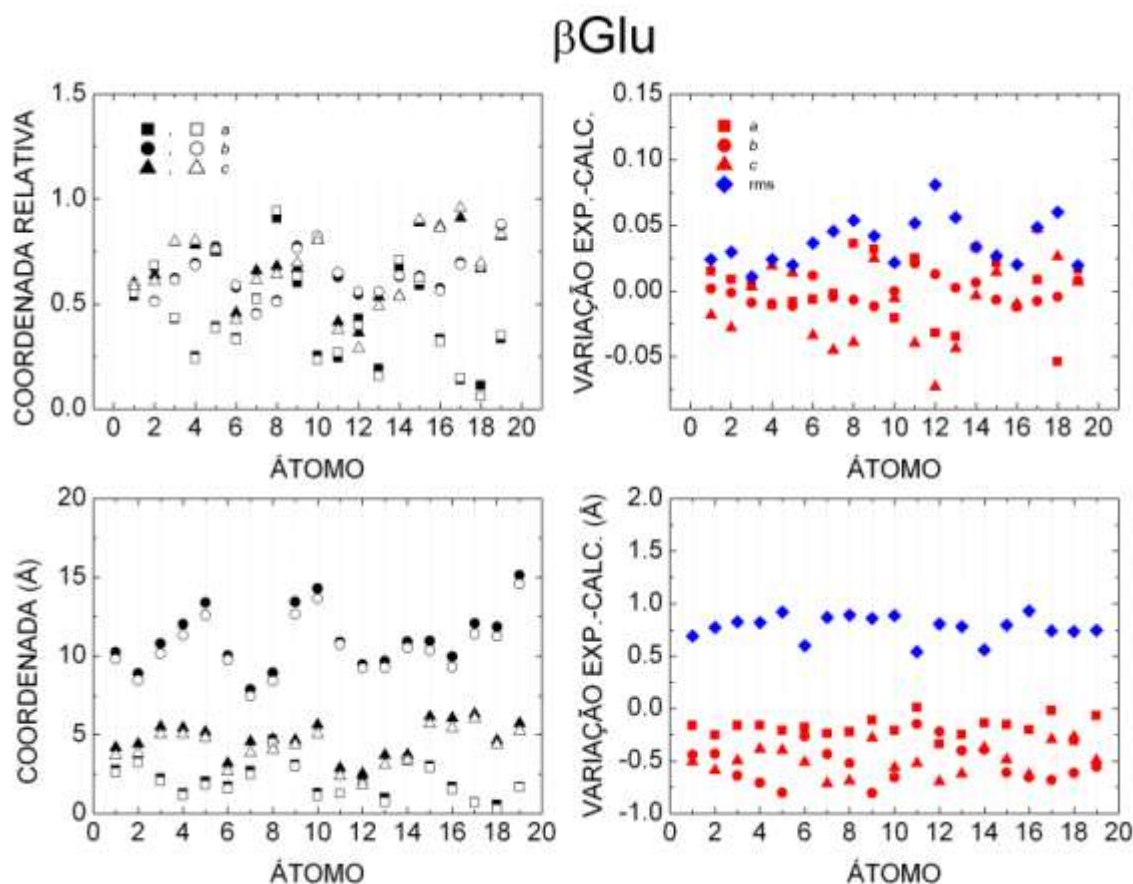 βGlu
COORDENADA RELATIVA
1.5
1.0
0.5
0.0
, a
, b
, c
0 2 4 6 8 10 12 14 16 18 20
ÁTOMO
VARIAÇÃO EXP.-CALC.
0.15
0.10
0.05
0.00
-0.05
a
b
c
rms
0 2 4 6 8 10 12 14 16 18 20
ÁTOMO
COORDENADA (Å)
20
15
10
5
0
0 2 4 6 8 10 12 14 16 18 20
ÁTOMO
VARIAÇÃO EXP.-CALC. (Å)
2.0
1.5
1.0
0.5
0.0
-0.5
-1.0
0 2 4 6 8 10 12 14 16 18 20
ÁTOMO